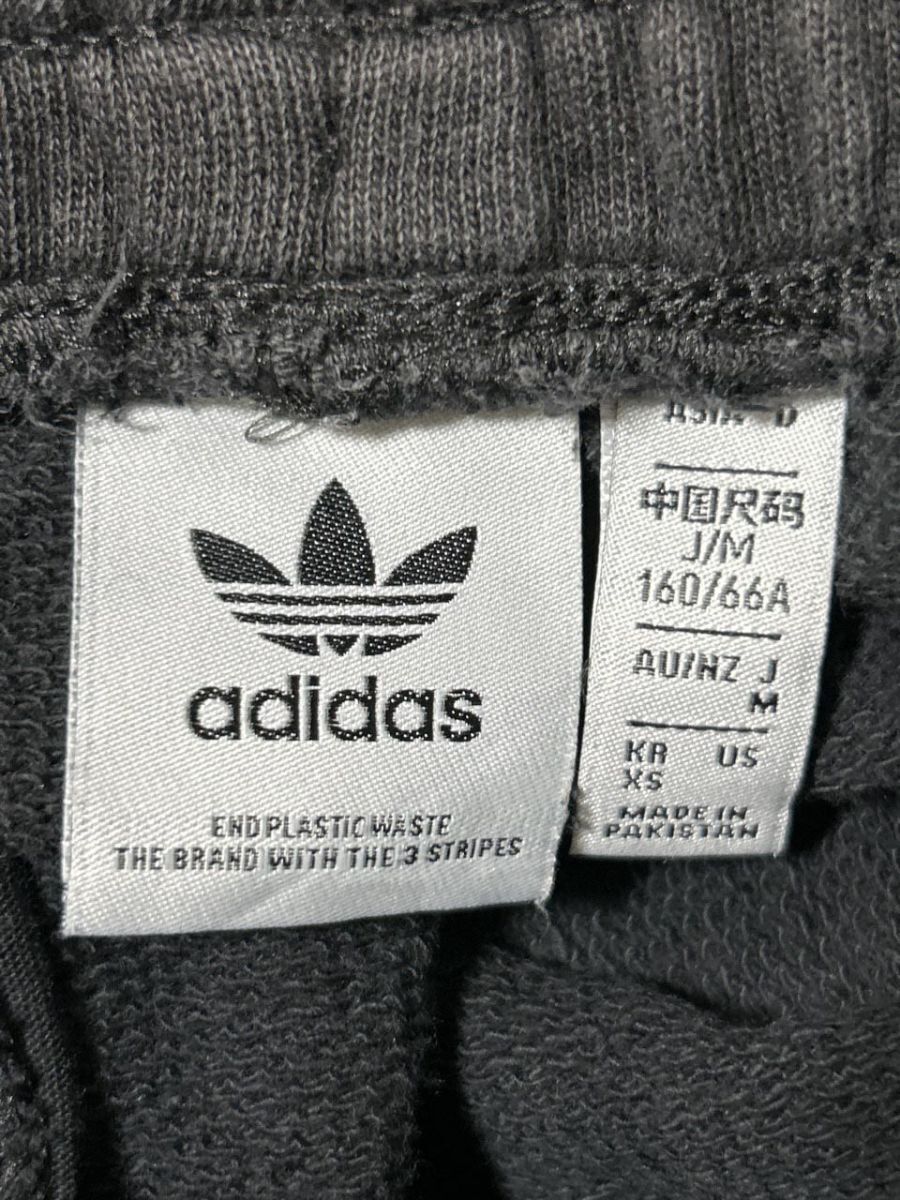 adidas
END PLASTIC WASTE
THE BRAND WITH THE 3 STRIPES
中国尺码
J/M
160/66A
AU/NZ J
M
KR US
XS
MADE IN
PAKISTAN